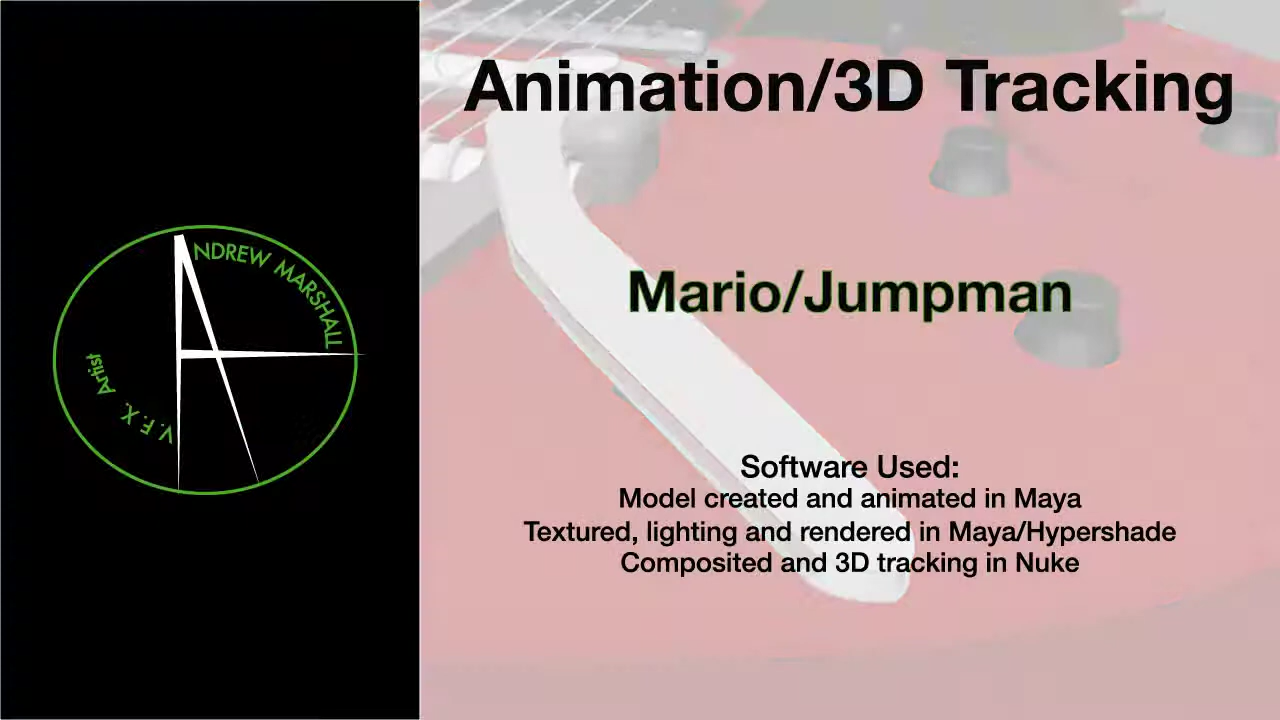 Animation/3D Tracking
ANDREW MARSHALL
V.F.X. Artist
Mario/Jumpman
Software Used:
Model created and animated in Maya
Textured, lighting and rendered in Maya/Hypershade
Composited and 3D tracking in Nuke